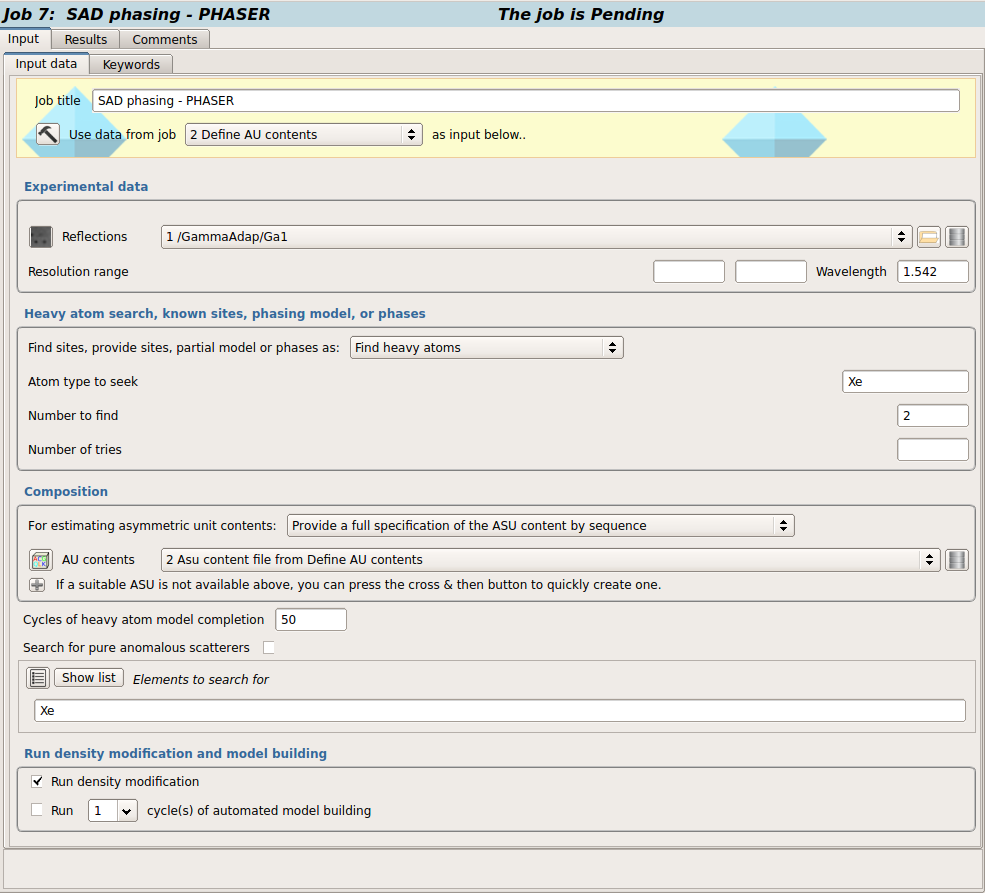 Job 7: SAD phasing - PHASER The job is Pending
Input Results Comments
Input data Keywords
Job title SAD phasing - PHASER
Use data from job 2 Define AU contents as input below..
Experimental data
Reflections 1 /GammaAdap/Ga1
Resolution range Wavelength 1.542
Heavy atom search, known sites, phasing model, or phases
Find sites, provide sites, partial model or phases as: Find heavy atoms
Atom type to seek Xe
Number to find 2
Number of tries
Composition
For estimating asymmetric unit contents: Provide a full specification of the ASU content by sequence
AU contents 2 Asu content file from Define AU contents
If a suitable ASU is not available above, you can press the cross & then button to quickly create one.
Cycles of heavy atom model completion 50
Search for pure anomalous scatterers
Show list Elements to search for
Xe
Run density modification and model building
Run density modification
Run 1 cycle(s) of automated model building